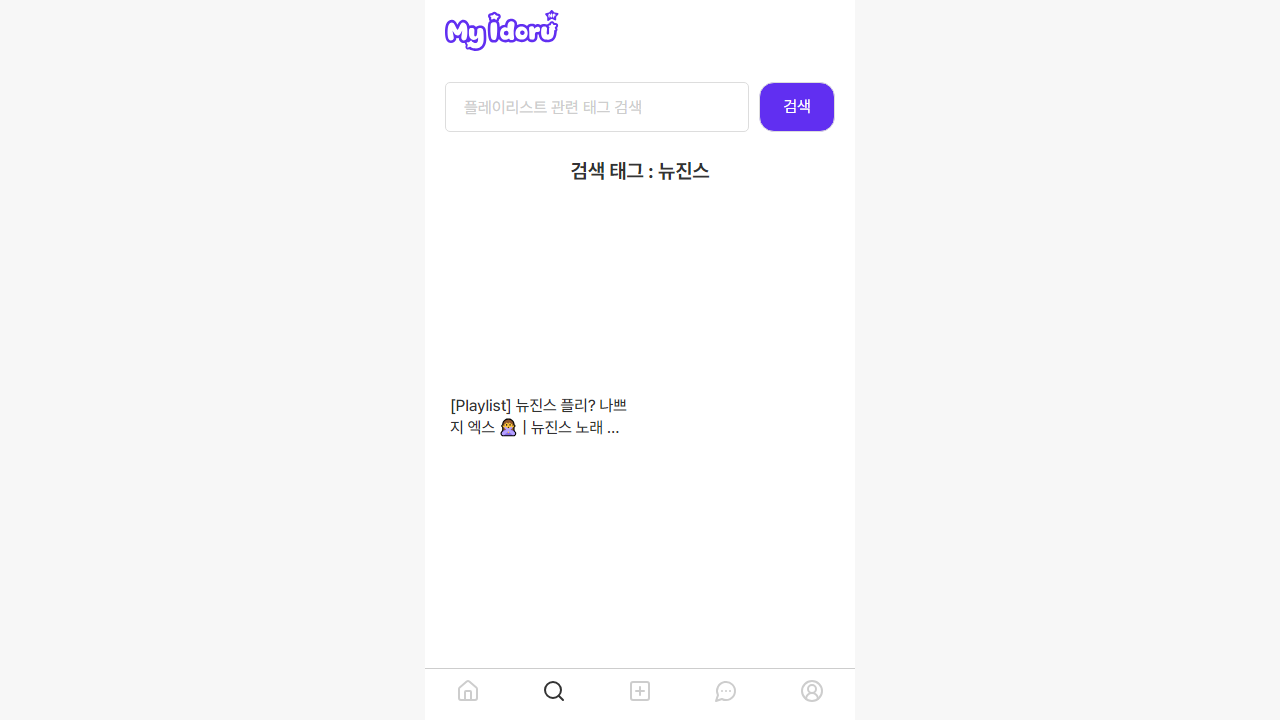 My idoru
플레이리스트 관련 태그 검색
검색
검색 태그 : 뉴진스
[Playlist] 뉴진스 플리? 나쁘
지 엑스 🙅‍♀️ | 뉴진스 노래 ...